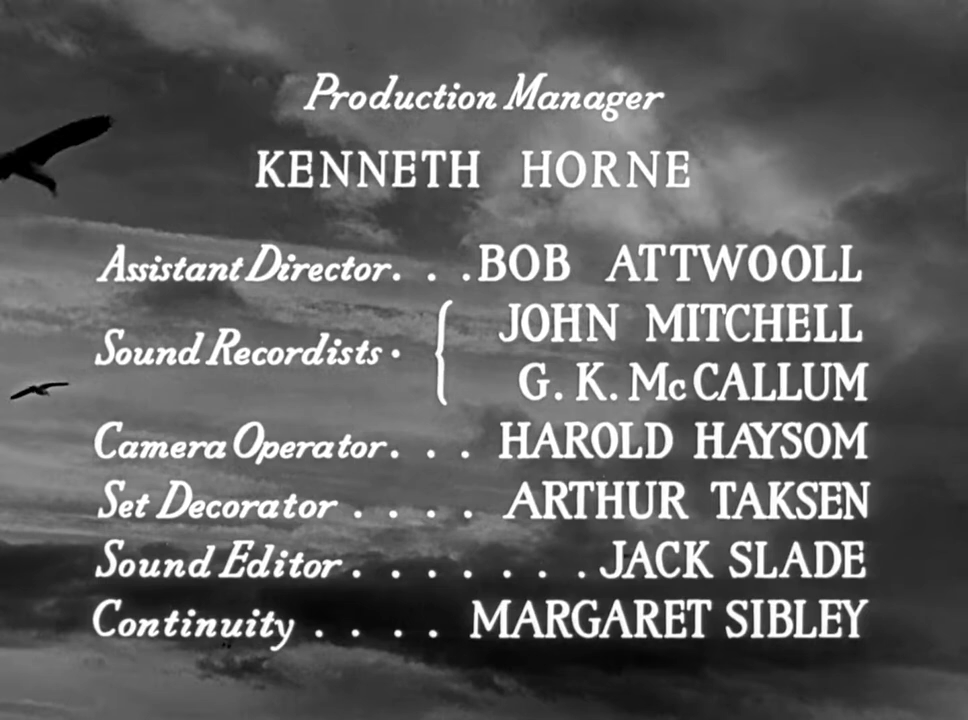 Production Manager
KENNETH HORNE
Assistant Director. . .BOB ATTWOOLL
Sound Recordists . { JOHN MITCHELL
G. K. McCALLUM
Camera Operator. . . HAROLD HAYSOM
Set Decorator . . . . ARTHUR TAKSEN
Sound Editor. . . . . . . .JACK SLADE
Continuity . . . . MARGARET SIBLEY